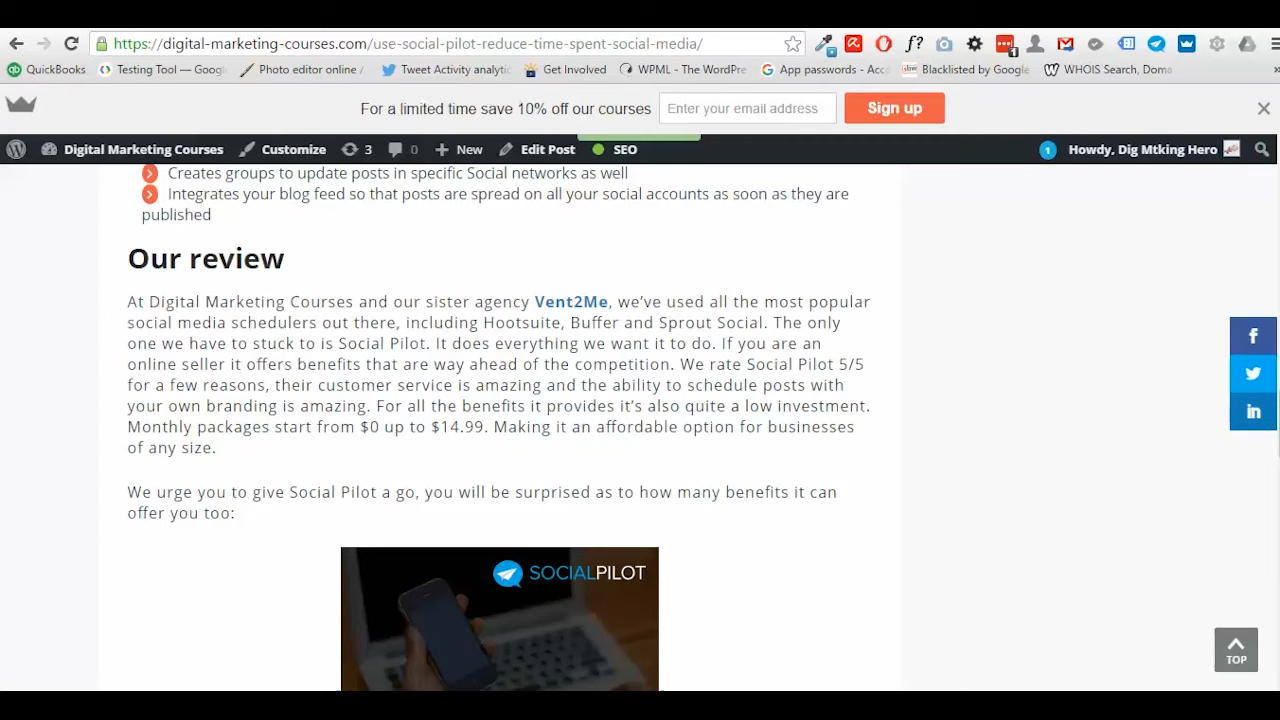 https://digital-marketing-courses.com/use-social-pilot-reduce-time-spent-social-media/
f?
1
QuickBooks
Testing Tool — Goog
Photo editor online /
Tweet Activity analytic
Get Involved
WPML - The WordPre
App passwords - Acc
Blacklisted by Google
WHOIS Search, Doma
For a limited time save 10% off our courses
Enter your email address
Sign up
Digital Marketing Courses
Customize
3
0
New
Edit Post
SEO
1
Howdy, Dig Mtking Hero
Creates groups to update posts in specific Social networks as well
Integrates your blog feed so that posts are spread on all your social accounts as soon as they are
published
Our review
At Digital Marketing Courses and our sister agency Vent2Me, we've used all the most popular
social media schedulers out there, including Hootsuite, Buffer and Sprout Social. The only
one we have to stuck to is Social Pilot. It does everything we want it to do. If you are an
online seller it offers benefits that are way ahead of the competition. We rate Social Pilot 5/5
for a few reasons, their customer service is amazing and the ability to schedule posts with
your own branding is amazing. For all the benefits it provides it's also quite a low investment.
Monthly packages start from $0 up to $14.99. Making it an affordable option for businesses
of any size.
We urge you to give Social Pilot a go, you will be surprised as to how many benefits it can
offer you too:
SOCIALPILOT
TOP